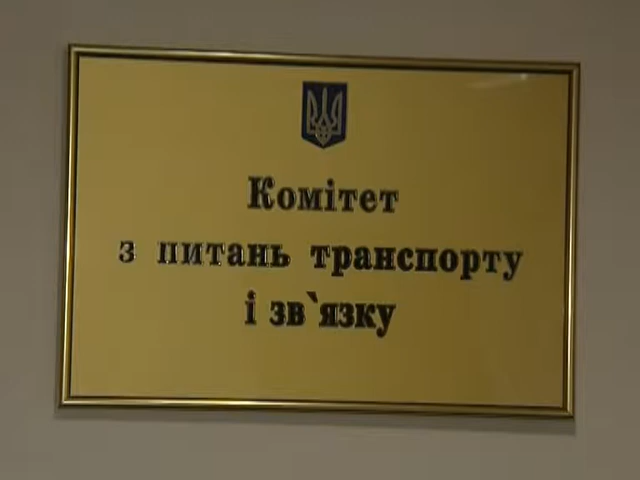 Комітет
з питань транспорту
і зв`язку